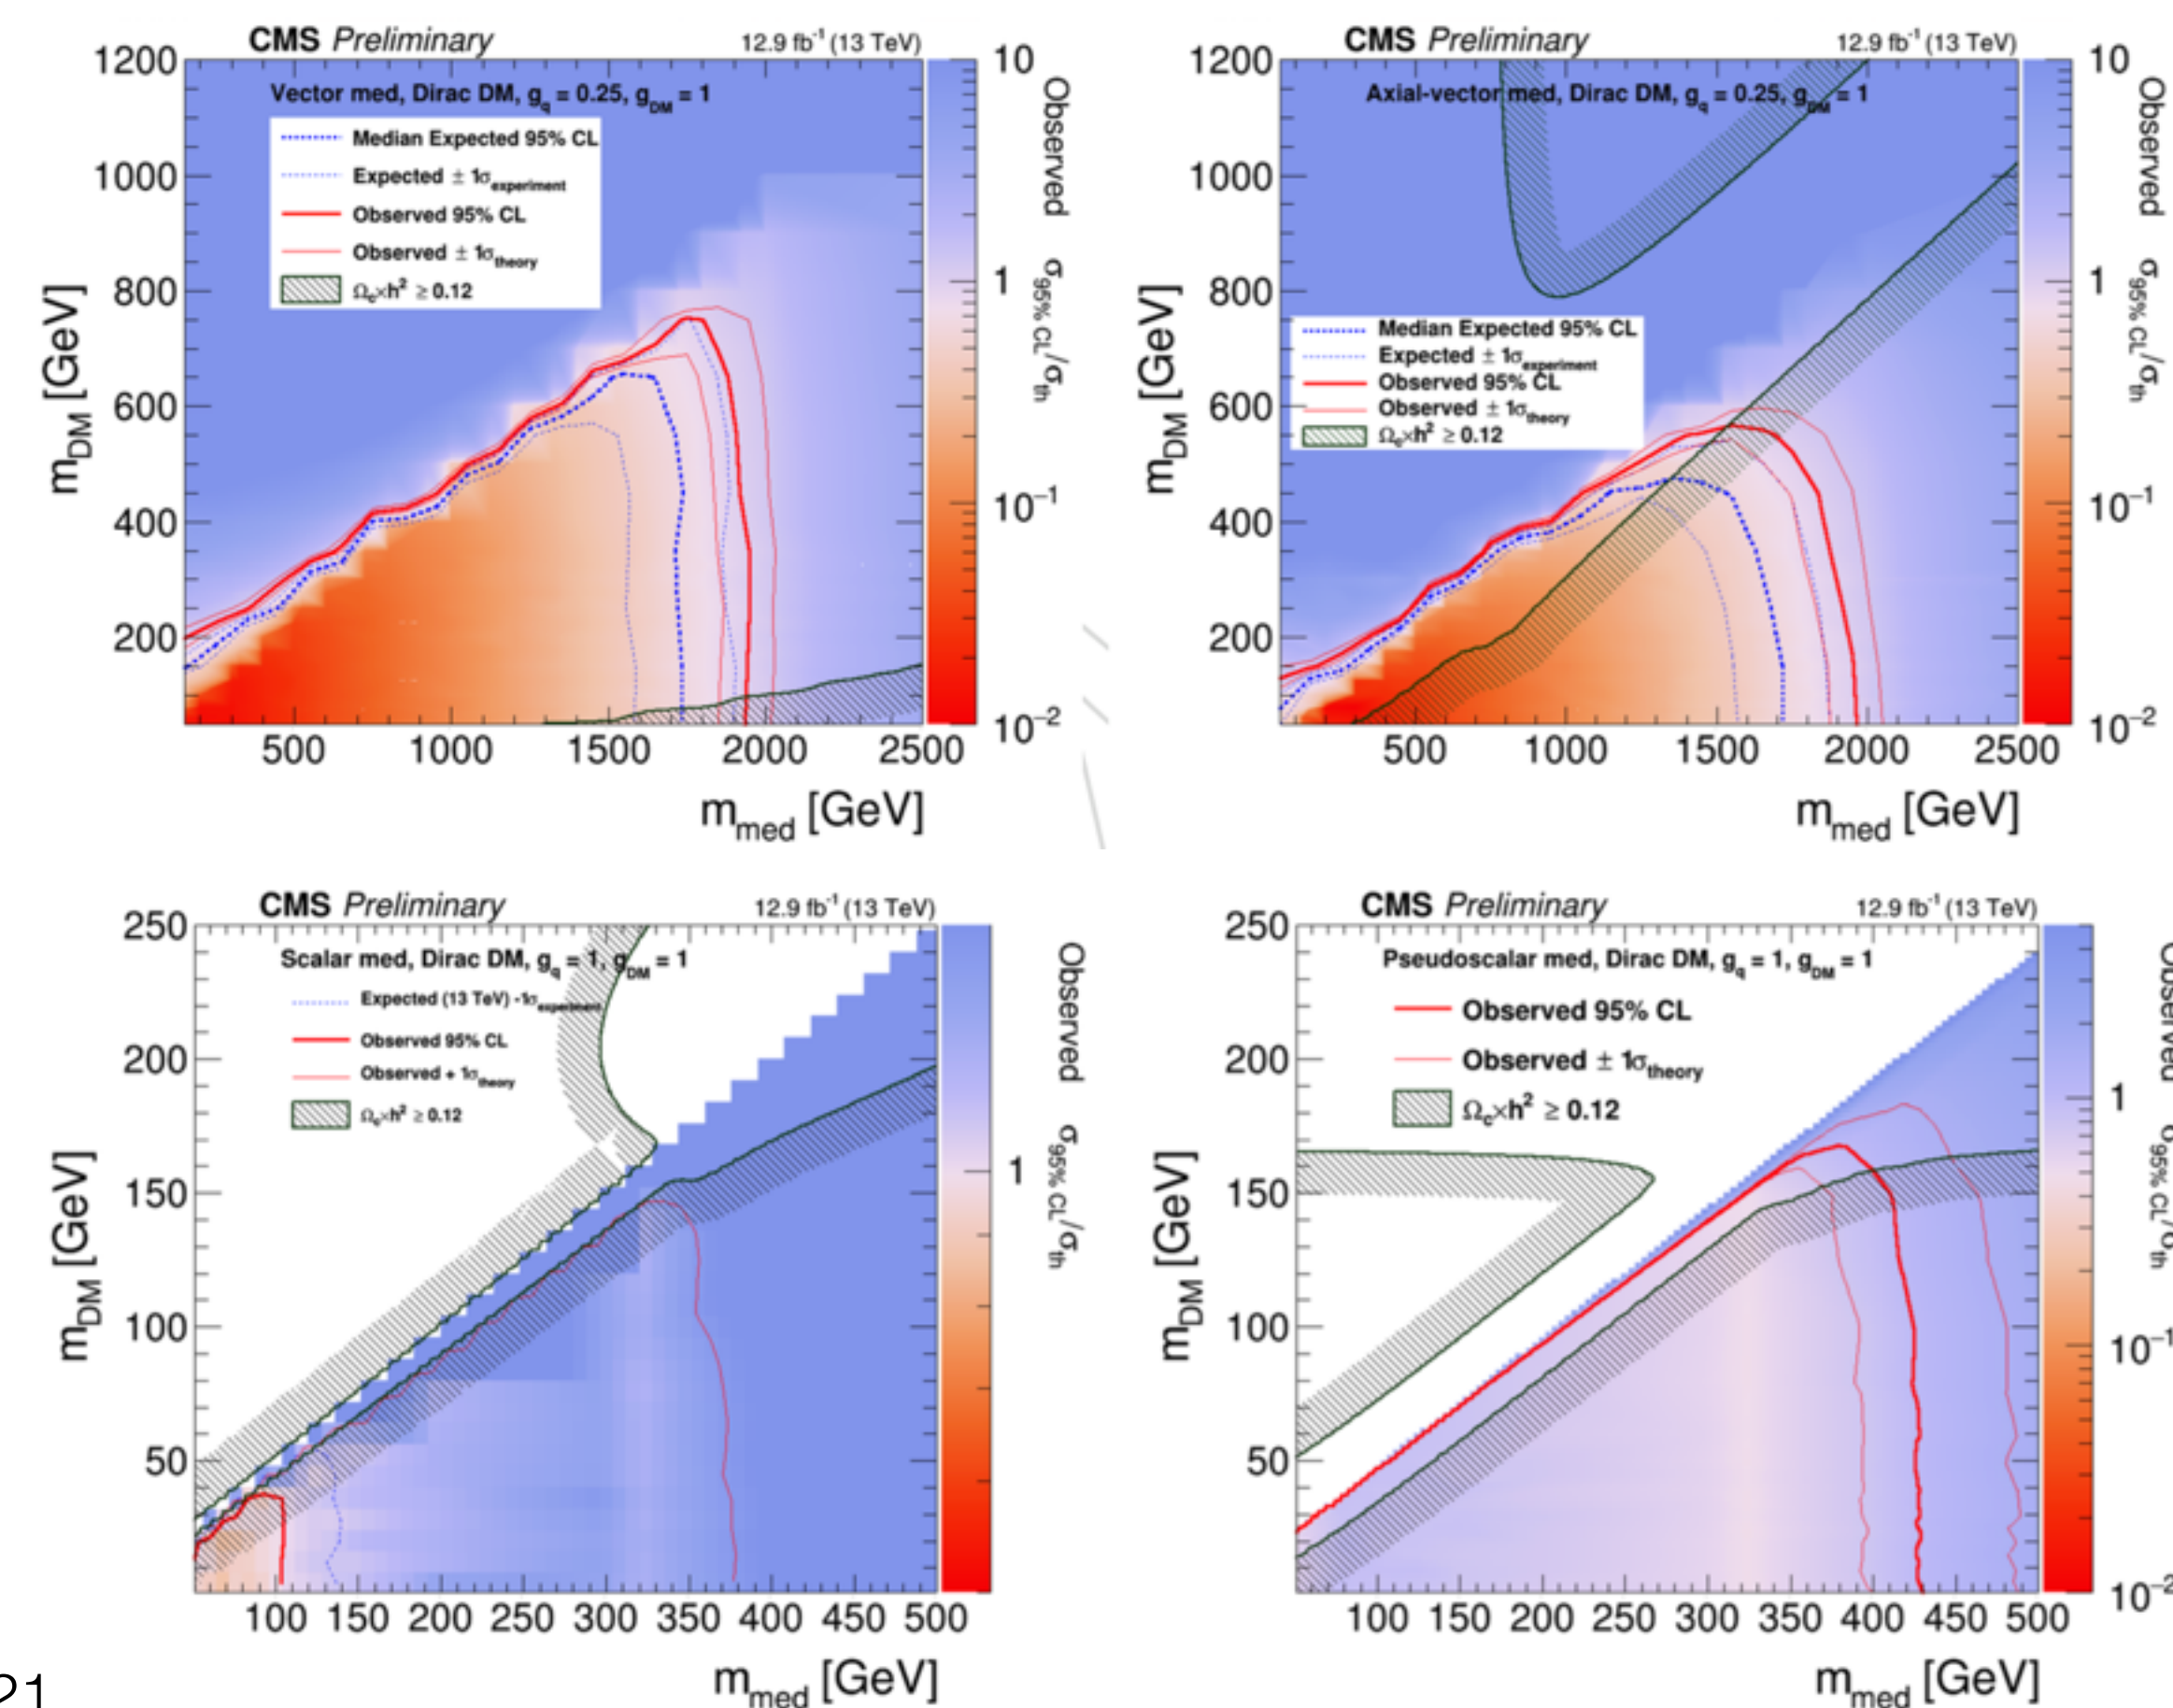 CMS Preliminary
12.9 fb⁻¹ (13 TeV)
Vector med, Dirac DM, g_q = 0.25, g_DM = 1
Median Expected 95% CL
Expected ± 1σ_experiment
Observed 95% CL
Observed ± 1σ_theory
Ω_c×h² ≥ 0.12
1200
1000
800
600
400
200
m_DM [GeV]
500 1000 1500 2000 2500
m_med [GeV]
10
1
10⁻¹
10⁻²
Observed σ_95% CL/σ_th
CMS Preliminary
12.9 fb⁻¹ (13 TeV)
Axial-vector med, Dirac DM, g_q = 0.25, g_DM = 1
Median Expected 95% CL
Expected ± 1σ_experiment
Observed 95% CL
Observed ± 1σ_theory
Ω_c×h² ≥ 0.12
1200
1000
800
600
400
200
m_DM [GeV]
500 1000 1500 2000 2500
m_med [GeV]
10
1
10⁻¹
10⁻²
Observed σ_95% CL/σ_th
CMS Preliminary
12.9 fb⁻¹ (13 TeV)
Scalar med, Dirac DM, g_q = 1, g_DM = 1
Expected (13 TeV) -1σ_experiment
Observed 95% CL
Observed + 1σ_theory
Ω_c×h² ≥ 0.12
250
200
150
100
50
m_DM [GeV]
100 150 200 250 300 350 400 450 500
m_med [GeV]
1
Observed σ_95% CL/σ_th
CMS Preliminary
12.9 fb⁻¹ (13 TeV)
Pseudoscalar med, Dirac DM, g_q = 1, g_DM = 1
Observed 95% CL
Observed ± 1σ_theory
Ω_c×h² ≥ 0.12
250
200
150
100
50
m_DM [GeV]
100 150 200 250 300 350 400 450 500
m_med [GeV]
1
10⁻¹
10⁻²
Observed σ_95% CL/σ_th
21